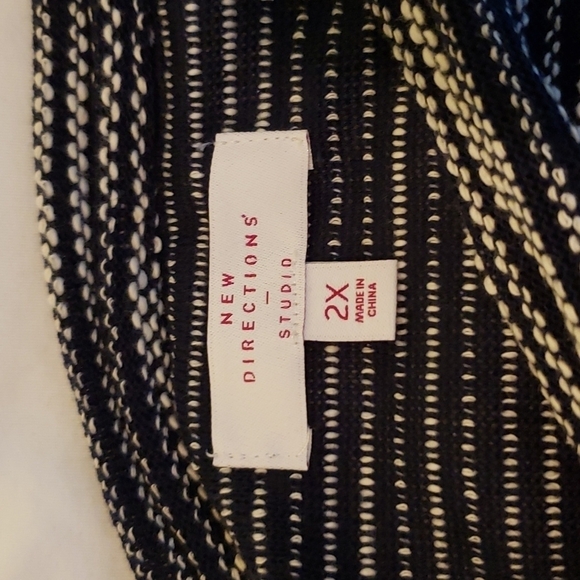 NEW
DIRECTIONS'
—
STUDIO
2X
MADE IN
CHINA